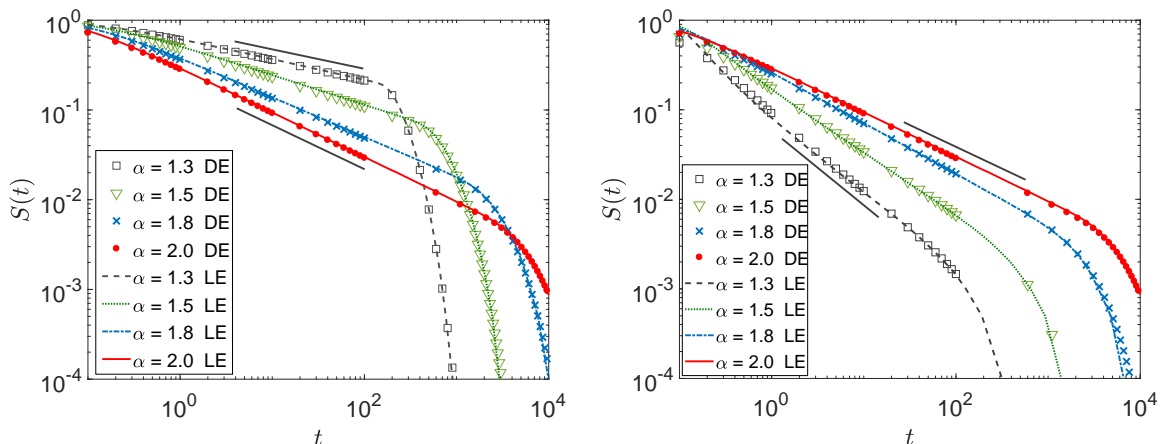 10^0
10^-1
10^-2
10^-3
10^-4
S(t)
10^0
10^2
10^4
t
α = 1.3 DE
α = 1.5 DE
α = 1.8 DE
α = 2.0 DE
α = 1.3 LE
α = 1.5 LE
α = 1.8 LE
α = 2.0 LE
10^0
10^-1
10^-2
10^-3
10^-4
S(t)
10^0
10^2
10^4
t
α = 1.3 DE
α = 1.5 DE
α = 1.8 DE
α = 2.0 DE
α = 1.3 LE
α = 1.5 LE
α = 1.8 LE
α = 2.0 LE